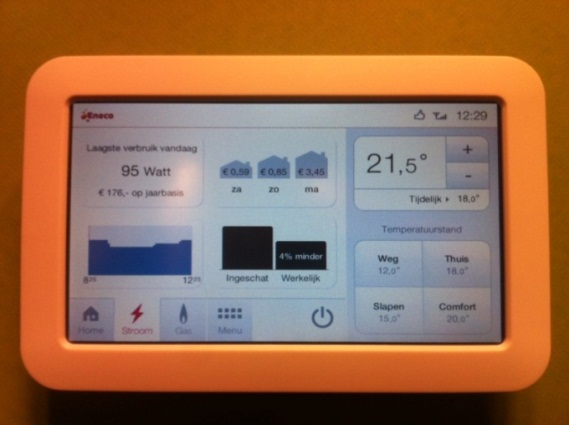 Eneco
12:29
Laagste verbruik vandaag
95 Watt
€ 176,- op jaarbasis
€ 0,59 € 0,85 € 3,45
za zo ma
8:25 12:25
4% minder
Ingeschat Werkelijk
Home Stroom Gas Menu
21,5°
+
-
Tijdelijk ▸ 18,0°
Temperatuurstand
Weg Thuis
12,0° 18,0°
Slapen Comfort
15,0° 20,0°